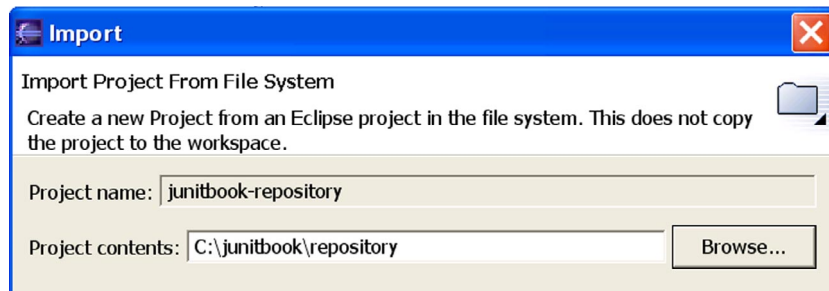 Import
Import Project From File System
Create a new Project from an Eclipse project in the file system. This does not copy
the project to the workspace.
Project name: junitbook-repository
Project contents: C:\junitbook\repository Browse...